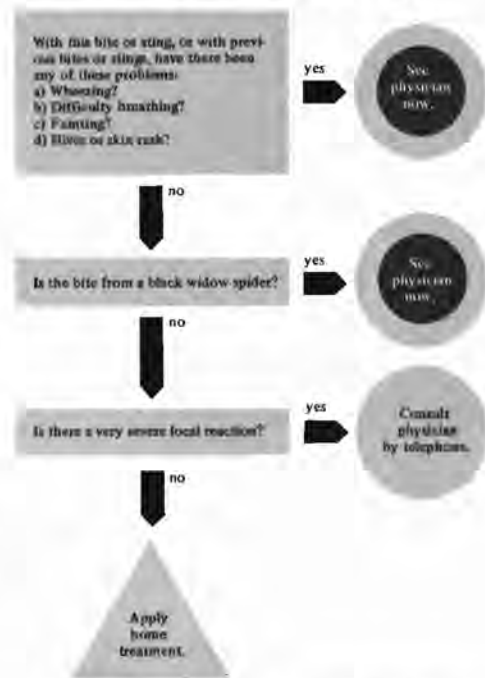 With this bite or sting, or with previ-
ous bites or stings, have there been
any of these problems:
a) Wheezing?
b) Difficulty breathing?
c) Fainting?
d) Hives or skin rash?
yes
See
physician
now.
no
Is the bite from a black widow spider?
yes
See
physician
now.
no
Is there a very severe local reaction?
yes
Consult
physician
by telephone.
no
Apply
home
treatment.